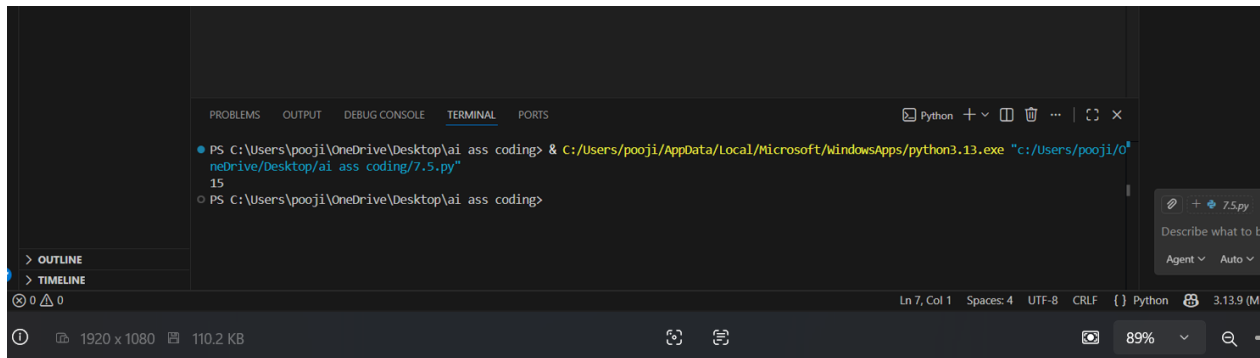 PROBLEMS OUTPUT DEBUG CONSOLE TERMINAL PORTS
Python
PS C:\Users\pooji\OneDrive\Desktop\ai ass coding> & C:/Users/pooji/AppData/Local/Microsoft/WindowsApps/python3.13.exe "c:/Users/pooji/O
neDrive/Desktop/ai ass coding/7.5.py"
15
PS C:\Users\pooji\OneDrive\Desktop\ai ass coding>
7.5.py
Describe what to b
Agent Auto
OUTLINE
TIMELINE
0 0
Ln 7, Col 1 Spaces: 4 UTF-8 CRLF { } Python 3.13.9 (M
1920 x 1080 110.2 KB 89%